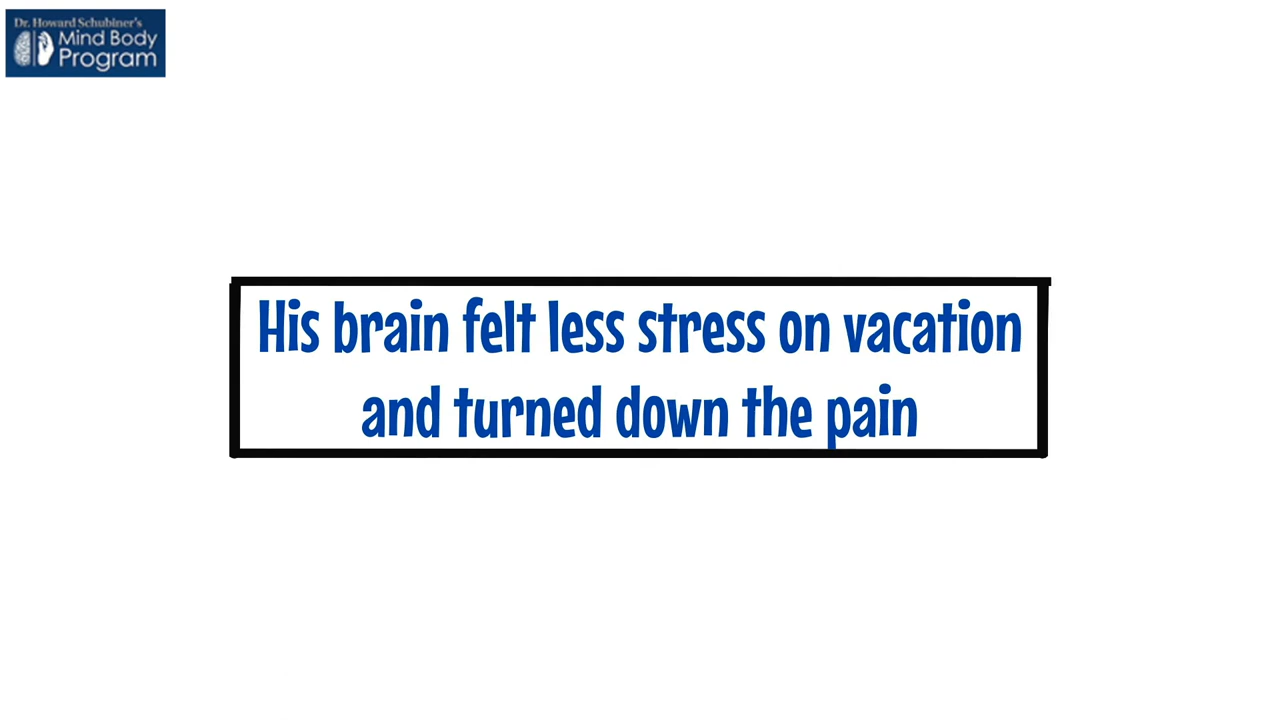 Dr. Howard Schubiner's
Mind Body
Program
His brain felt less stress on vacation
and turned down the pain